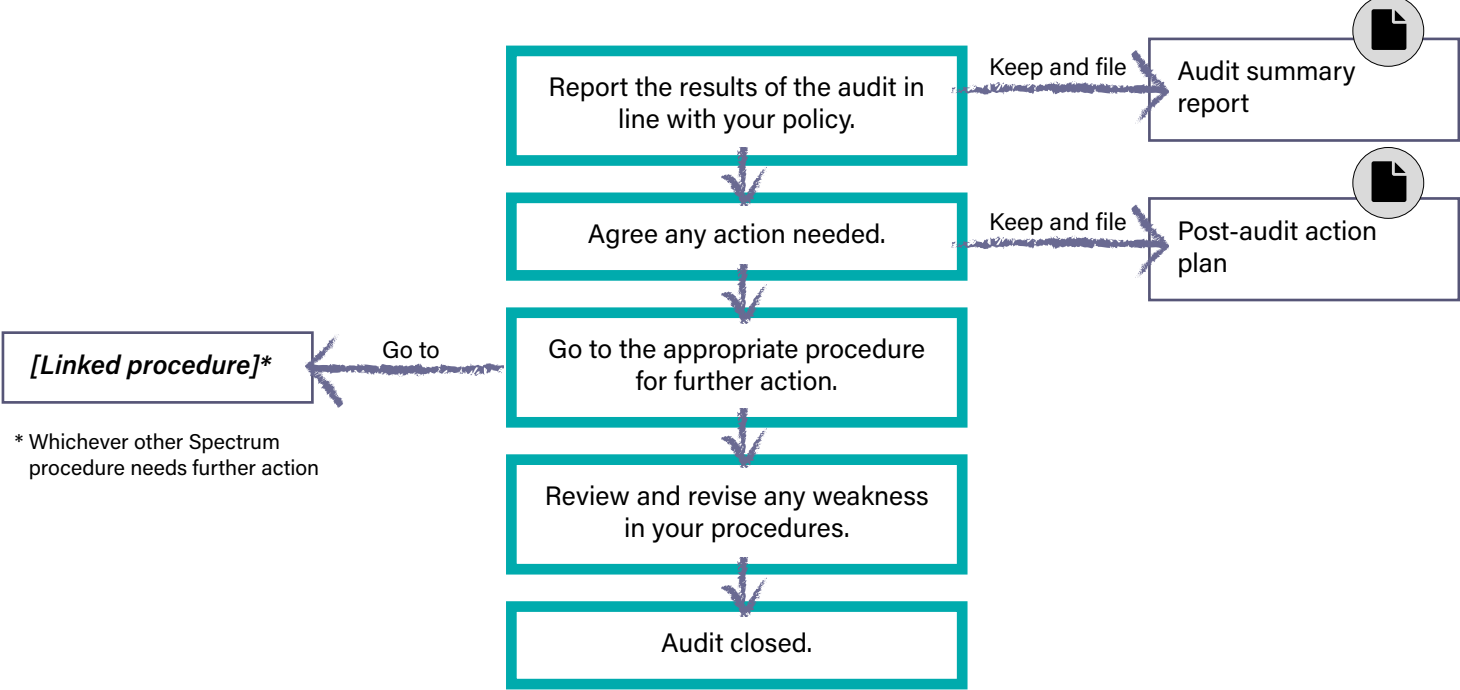 Report the results of the audit in
line with your policy.
Keep and file
Audit summary
report
Agree any action needed.
Keep and file
Post-audit action
plan
Go to the appropriate procedure
for further action.
Go to
[Linked procedure]*
* Whichever other Spectrum
procedure needs further action
Review and revise any weakness
in your procedures.
Audit closed.